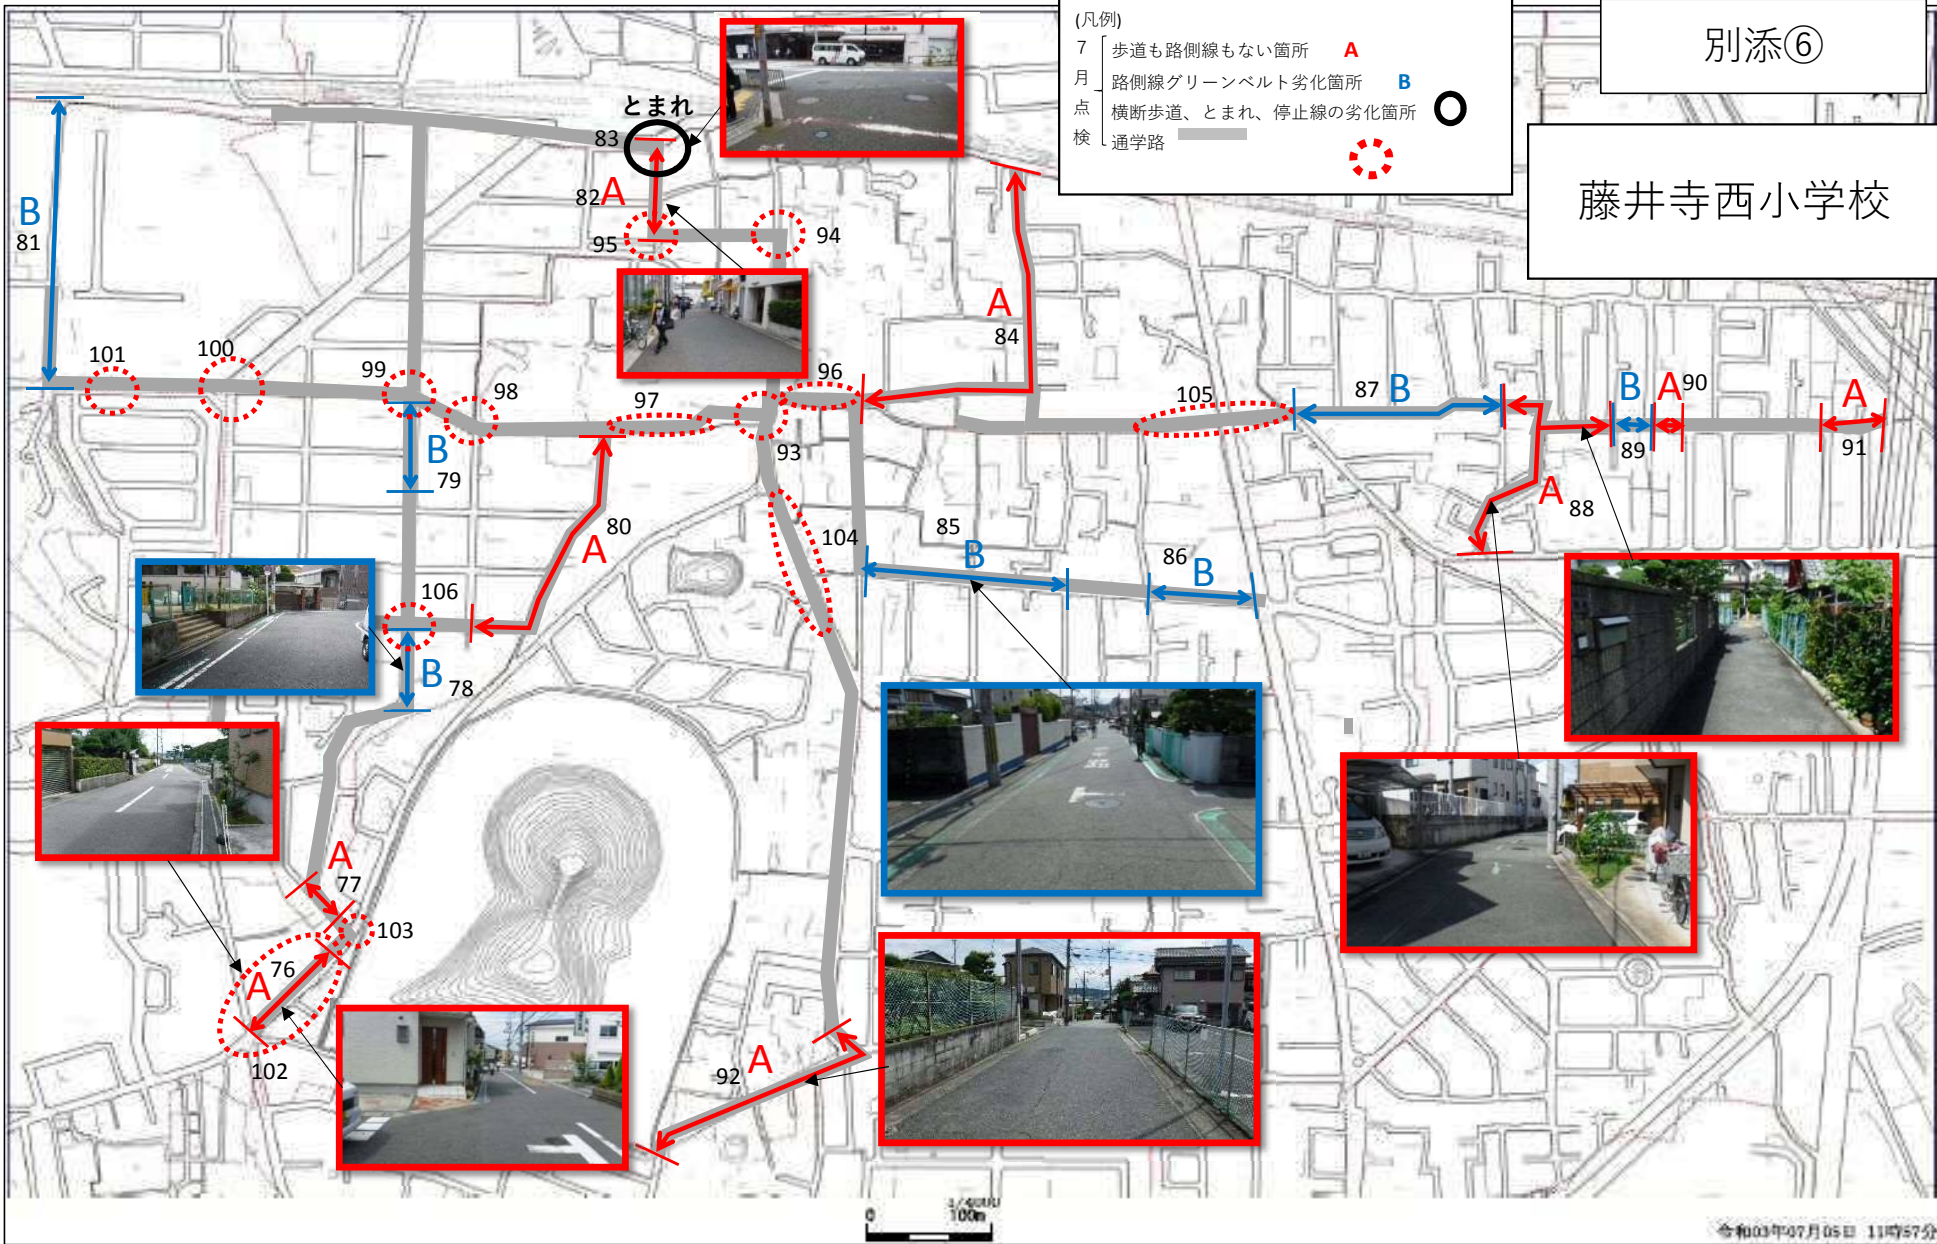 (凡例)
7月点検
歩道も路側線もない箇所 A
路側線グリーンベルト劣化箇所 B
横断歩道、とまれ、停止線の劣化箇所
通学路
別添⑥
藤井寺西小学校
とまれ
83
82 A
95
94
B
81
A
84
101
100
99
98
97
96
93
105
87 B
B
89
A 90
A
91
A
88
B
79
80
A
104
85
B
86
B
106
B 78
A
77
103
76
A
102
92 A
0
100m
令和03年07月05日 11時57分